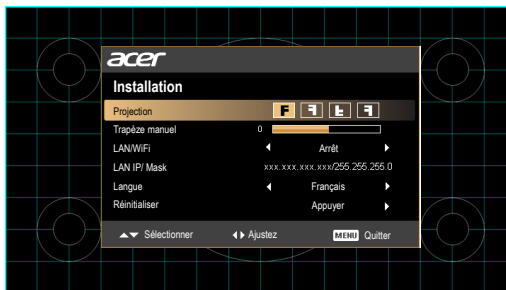 acer
Installation
Projection F F F F
Trapèze manuel 0
LAN/WiFi Arrêt
LAN IP/ Mask xxx.xxx.xxx.xxx/255.255.255.0
Langue Français
Réinitialiser Appuyer
Sélectionner Ajustez MENU Quitter